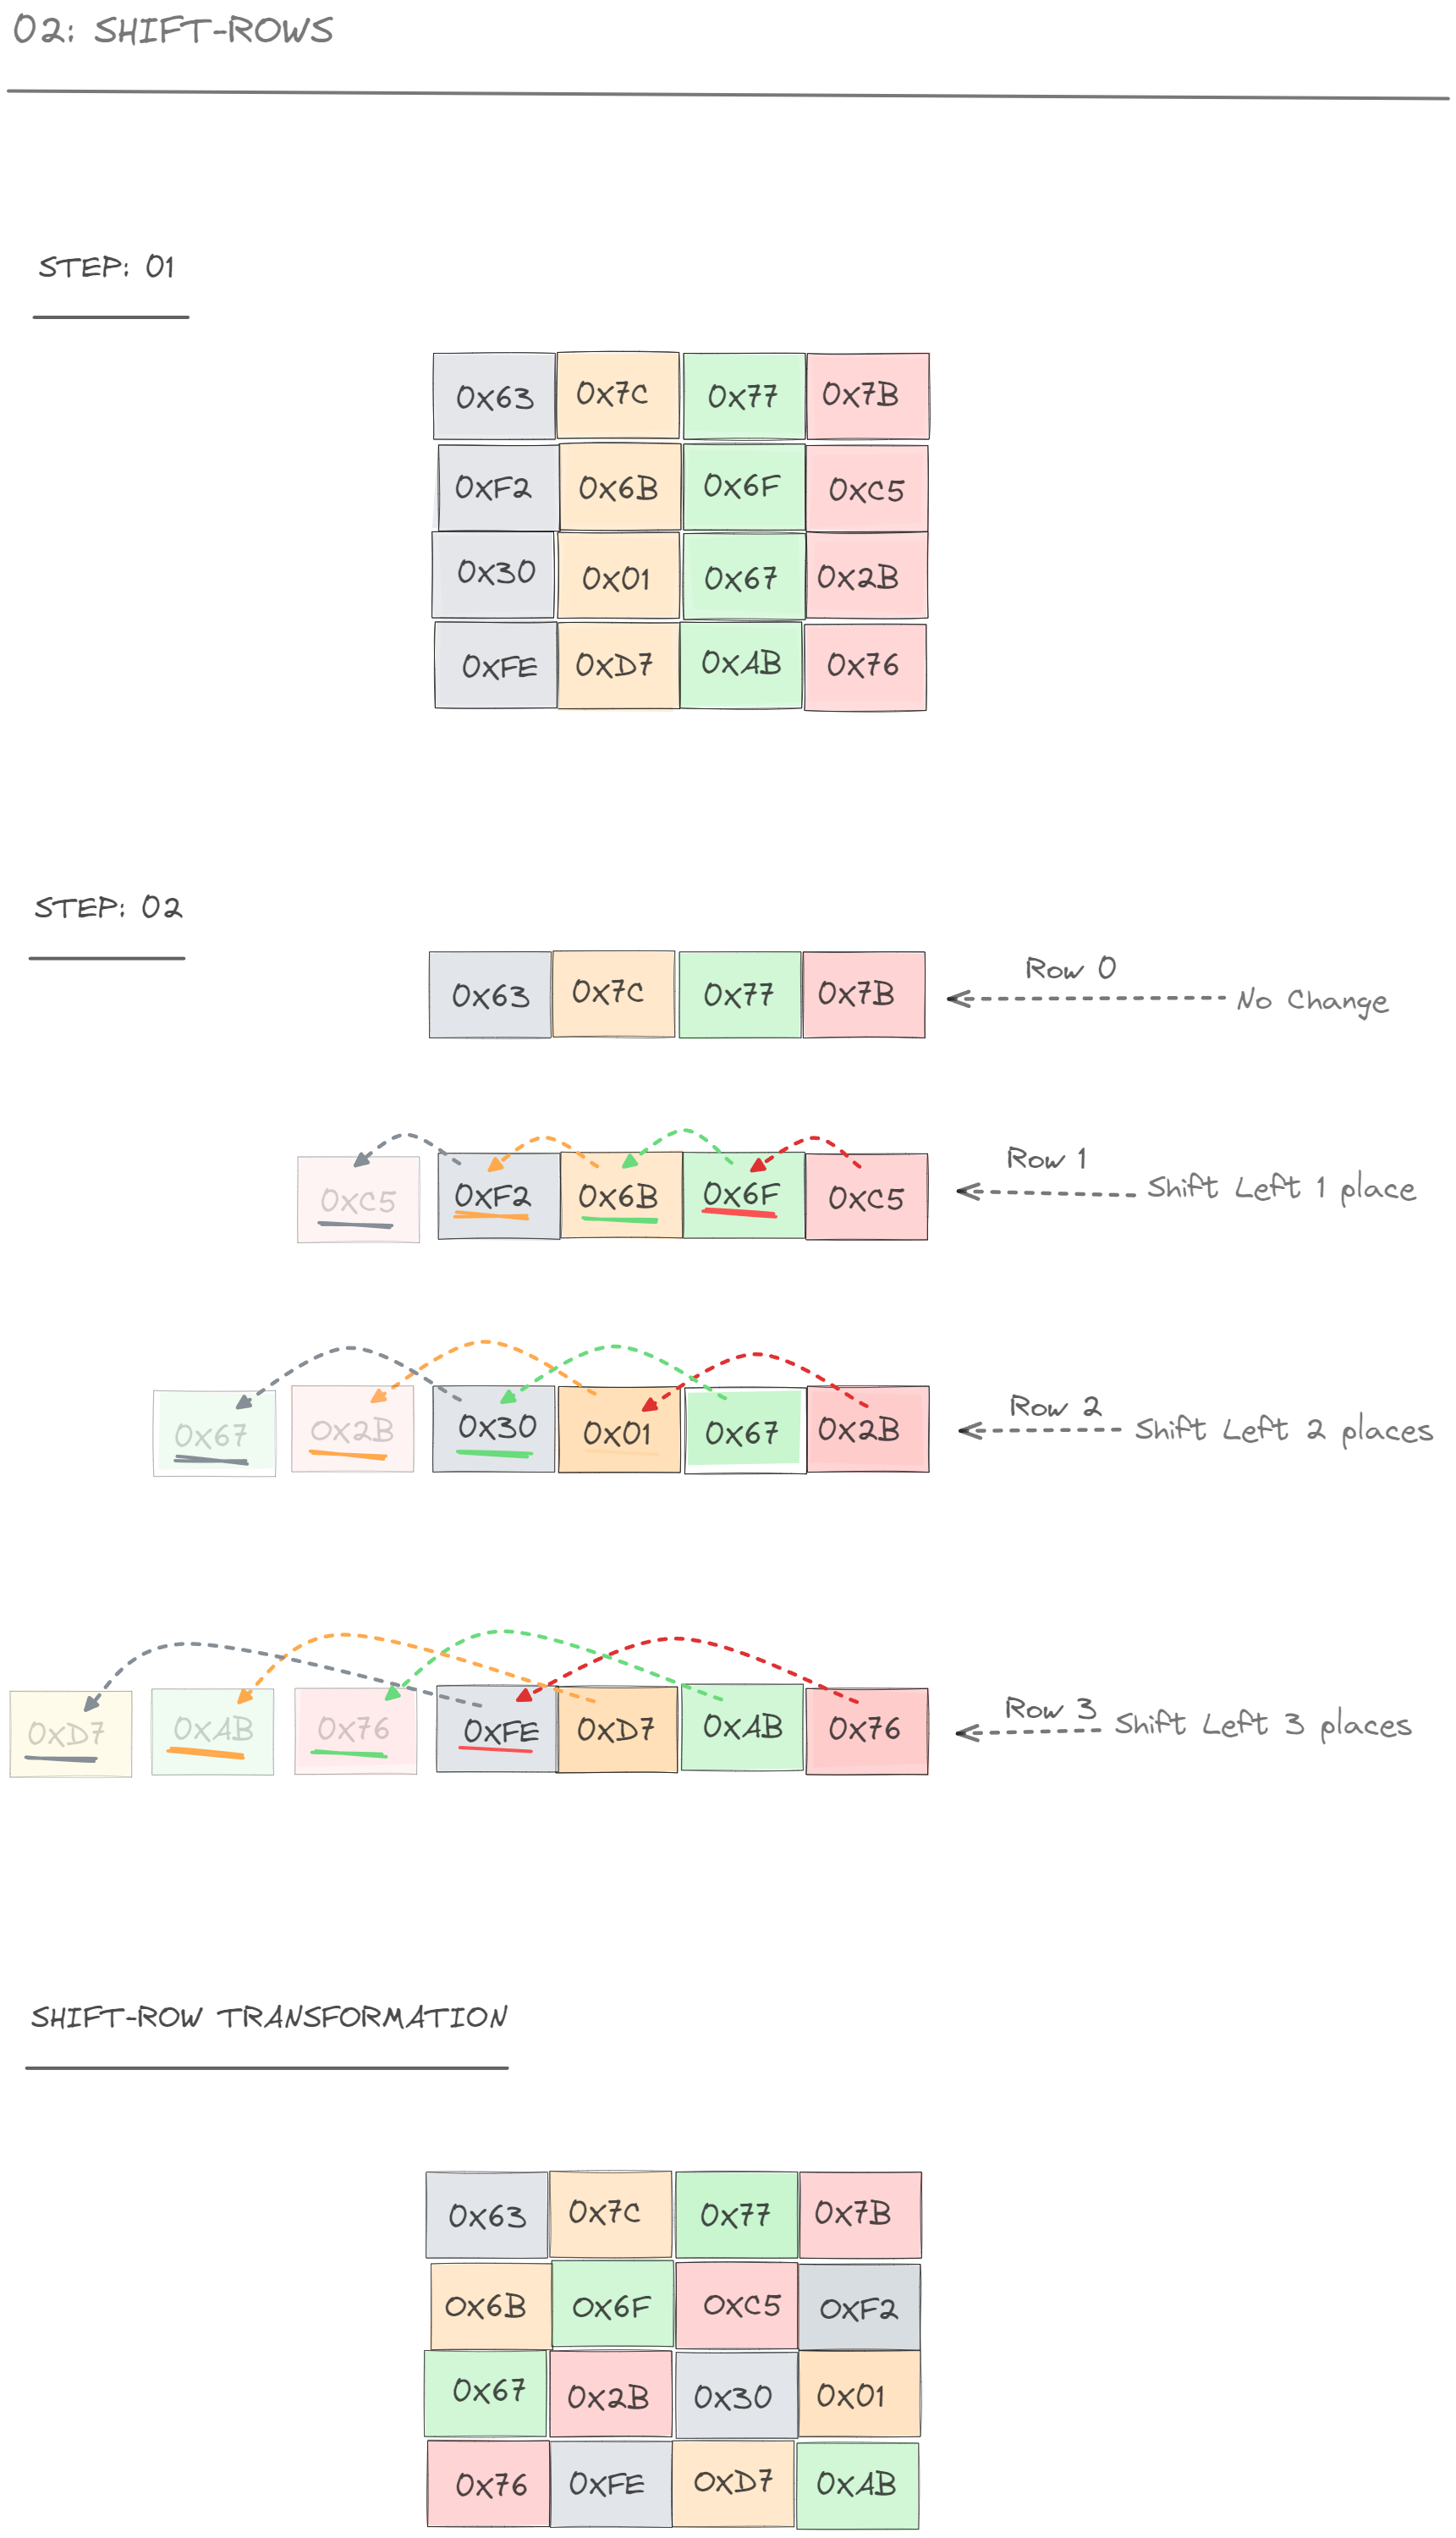 02: SHIFT-ROWS
STEP: 01
0x63 0x7C 0x77 0x7B
0xF2 0x6B 0x6F 0xC5
0x30 0x01 0x67 0x2B
0xFE 0xD7 0xAB 0x76
STEP: 02
0x63 0x7C 0x77 0x7B Row 0 No Change
0xC5 0xF2 0x6B 0x6F 0xC5 Row 1 Shift Left 1 place
0x67 0x2B 0x30 0x01 0x67 0x2B Row 2 Shift Left 2 places
0xD7 0xAB 0x76 0xFE 0xD7 0xAB 0x76 Row 3 Shift Left 3 places
SHIFT-ROW TRANSFORMATION
0x63 0x7C 0x77 0x7B
0x6B 0x6F 0xC5 0xF2
0x67 0x2B 0x30 0x01
0x76 0xFE 0xD7 0xAB